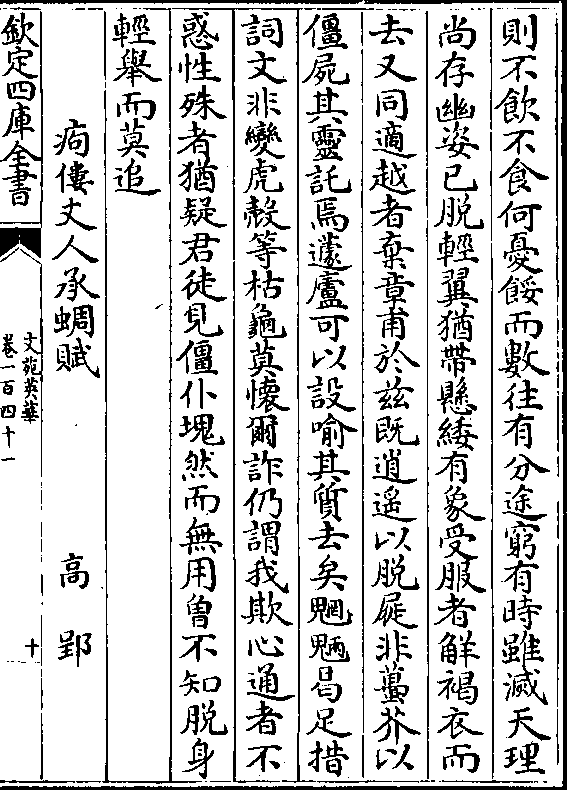 則不飲不食何憂餒而數往有分途窮有時雖滅天理
尚存幽姿已脫輕翼猶帶懸緌有象受服者解褐衣而
去又同適越者棄章甫於兹既逍遙以脫屣非蠆芥以
僵屍其靈託焉蘧廬可以設喻其質去矣魍魎曷足措
詞文非變虎殻等枯龜莫懷爾詐仍謂我欺心通者不
惑性殊者猶疑君徒見僵仆塊然而無用曾不知脫身
輕舉而莫追
痀僂丈人承蜩賦 高郢
欽定四庫全書
文苑英華
卷一百四十一
十